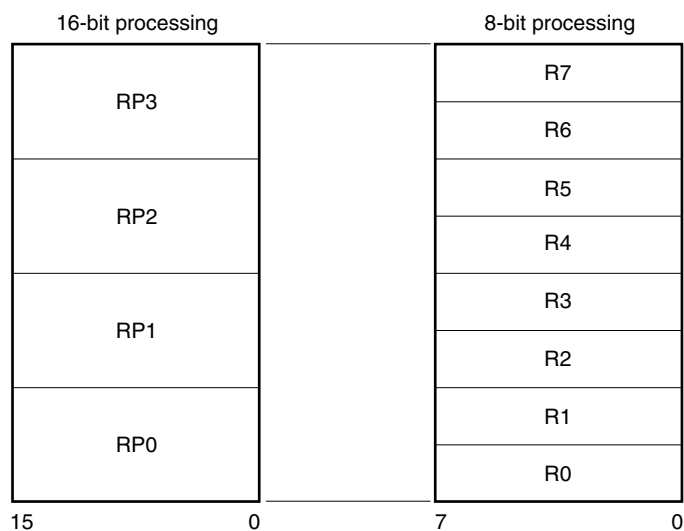 16-bit processing
8-bit processing
RP3
RP2
RP1
RP0
R7
R6
R5
R4
R3
R2
R1
R0
15 0 7 0